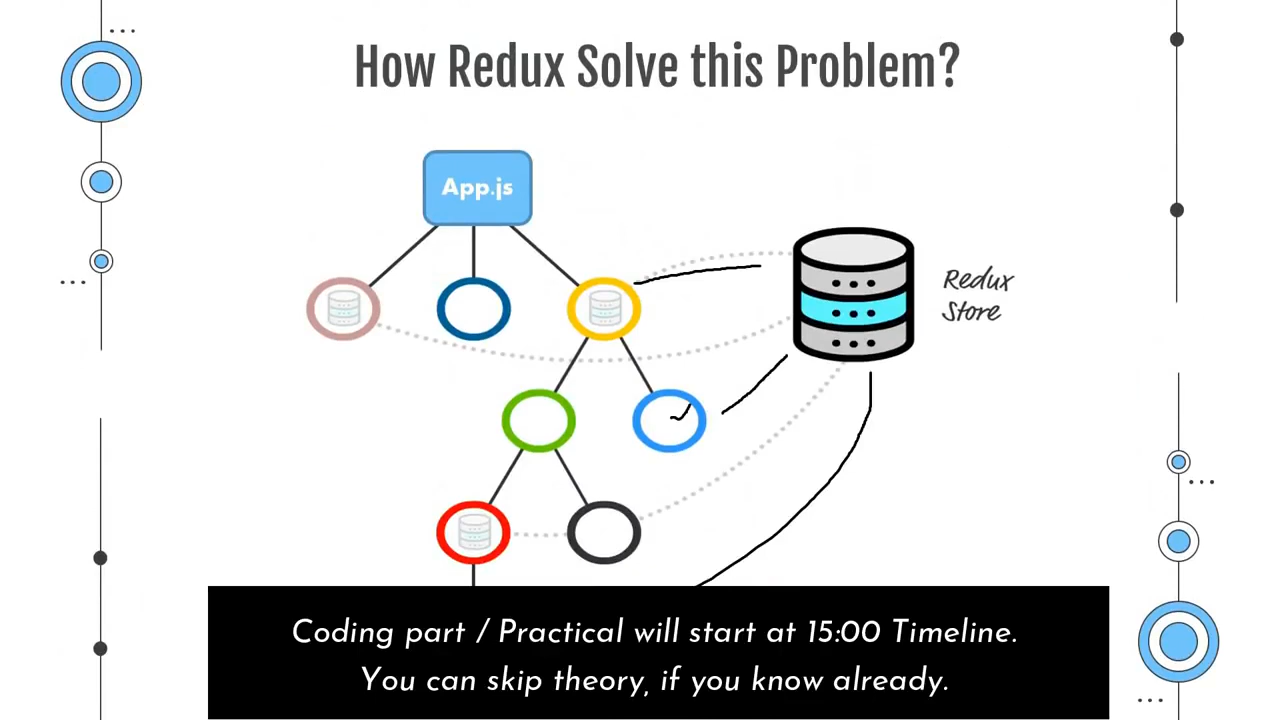 How Redux Solve this Problem?
App.js
Redux
Store
Coding part / Practical will start at 15:00 Timeline.
You can skip theory, if you know already.